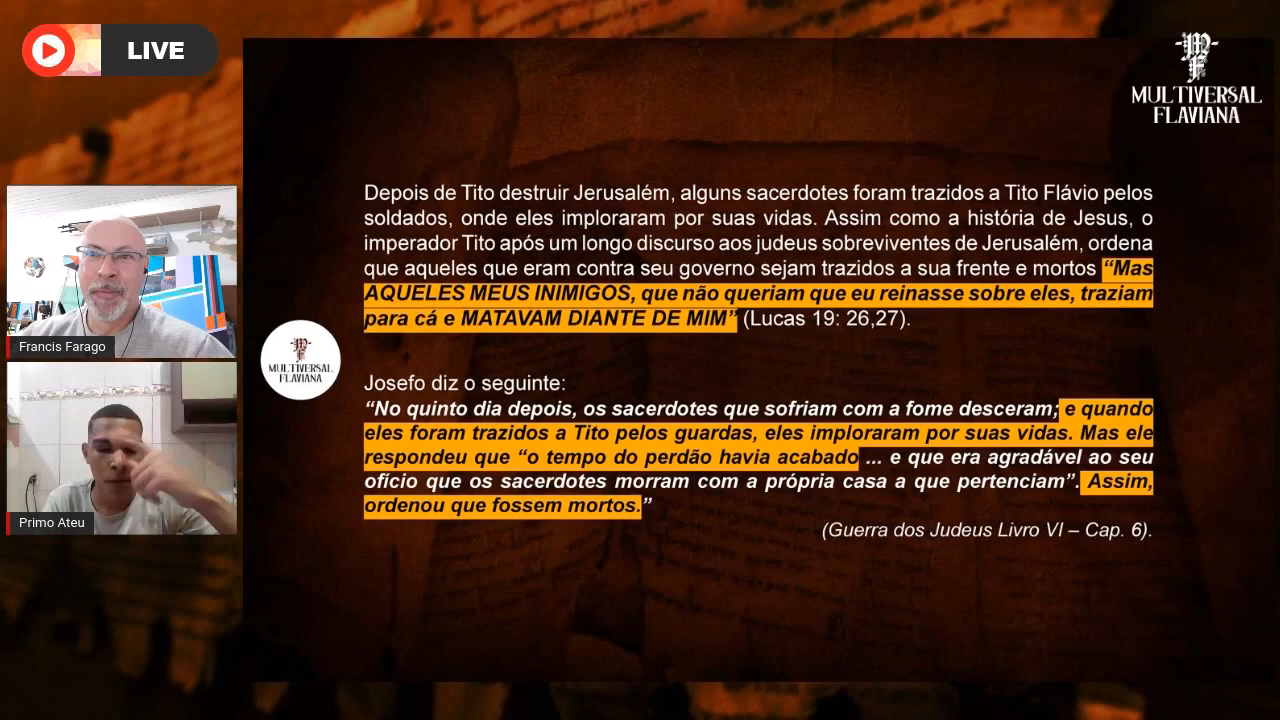 LIVE
MULTIVERSAL
FLAVIANA
Depois de Tito destruir Jerusalém, alguns sacerdotes foram trazidos a Tito Flávio pelos
soldados, onde eles imploraram por suas vidas. Assim como a história de Jesus, o
imperador Tito após um longo discurso aos judeus sobreviventes de Jerusalém, ordena
que aqueles que eram contra seu governo sejam trazidos a sua frente e mortos “Mas
AQUELES MEUS INIMIGOS, que não queriam que eu reinasse sobre eles, traziam
para cá e MATAVAM DIANTE DE MIM” (Lucas 19: 26,27).
Francis Farago
MULTIVERSAL
FLAVIANA
Josefo diz o seguinte:
“No quinto dia depois, os sacerdotes que sofriam com a fome desceram; e quando
eles foram trazidos a Tito pelos guardas, eles imploraram por suas vidas. Mas ele
respondeu que “o tempo do perdão havia acabado ... e que era agradável ao seu
ofício que os sacerdotes morram com a própria casa a que pertenciam”. Assim,
ordenou que fossem mortos.”
(Guerra dos Judeus Livro VI – Cap. 6).
Primo Ateu